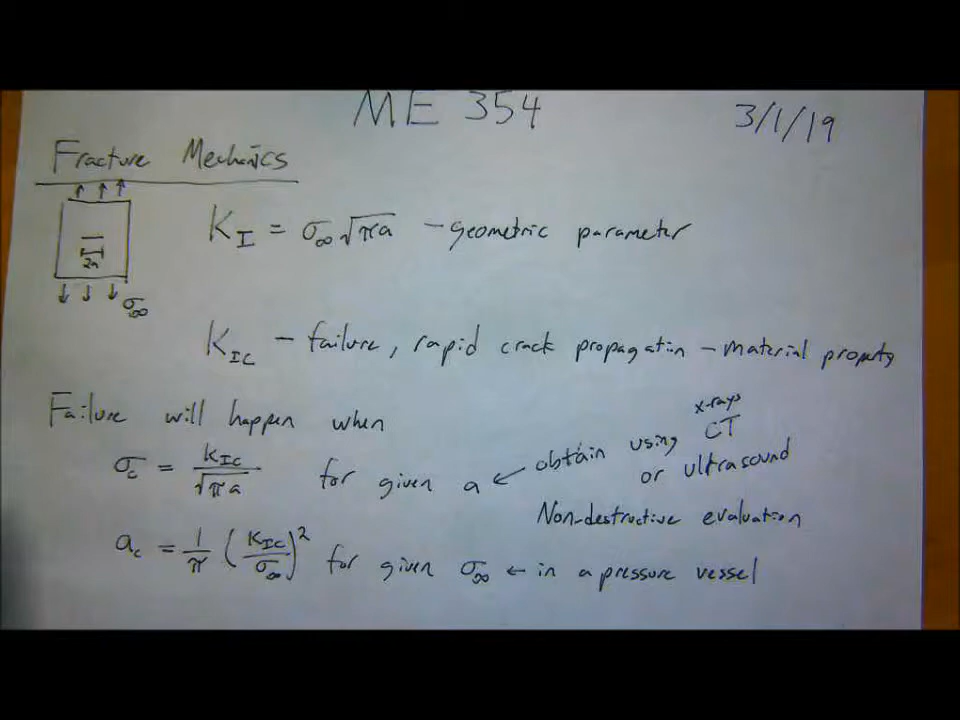 ME 354
3/1/19
Fracture Mechanics
2a
σ∞
K_I = σ∞ √πa - geometric parameter
K_IC - failure, rapid crack propagatin - material property
Failure will happen when
σ_c = K_IC / √πa for given a ← obtain using x-rays CT
or ultrasound
Non-destructive evaluation
a_c = 1/π (K_IC / σ∞)² for given σ∞ ← in a pressure vessel